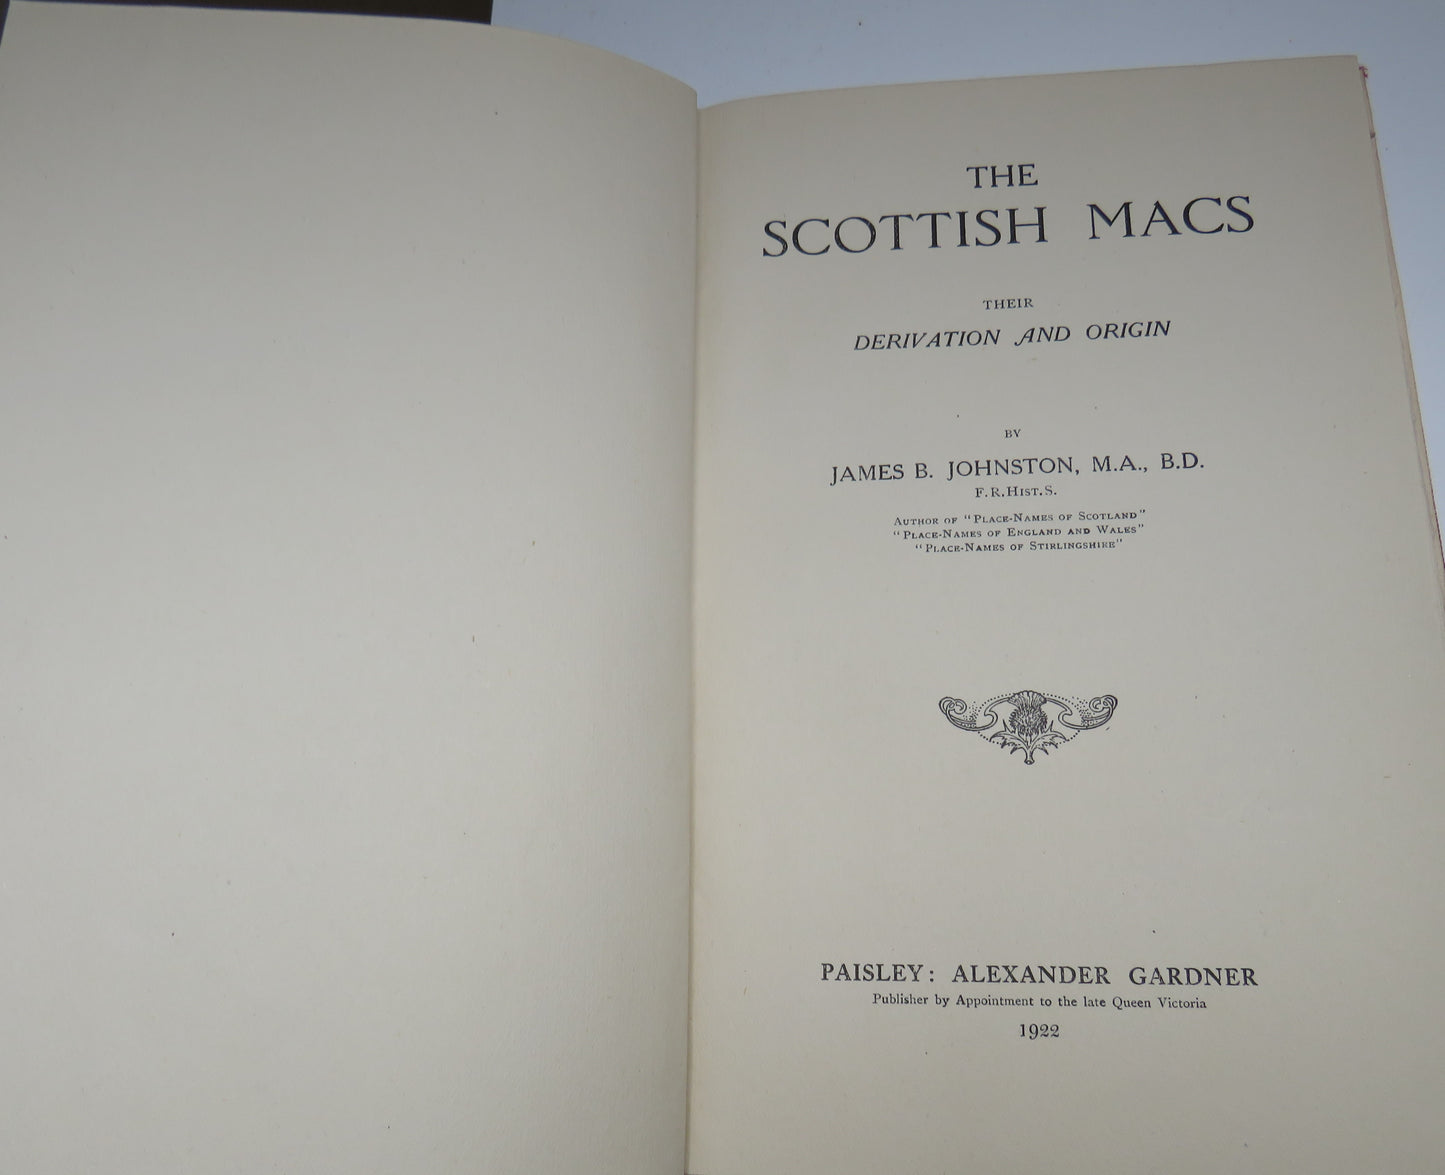 THE
SCOTTISH MACS
THEIR
DERIVATION AND ORIGIN
BY
JAMES B. JOHNSTON, M.A., B.D.
F.R.HIST.S.
AUTHOR OF "PLACE-NAMES OF SCOTLAND"
"PLACE-NAMES OF ENGLAND AND WALES"
"PLACE-NAMES OF STIRLINGSHIRE"
PAISLEY: ALEXANDER GARDNER
Publisher by Appointment to the late Queen Victoria
1922